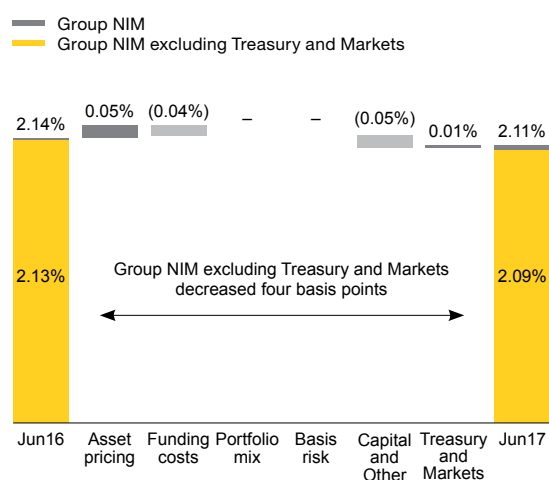 Group NIM
Group NIM excluding Treasury and Markets
2.14%
0.05%
(0.04%)
–
–
(0.05%)
0.01%
2.11%
2.13%
Group NIM excluding Treasury and Markets
decreased four basis points
2.09%
Jun16
Asset
pricing
Funding
costs
Portfolio
mix
Basis
risk
Capital
and
Other
Treasury
and
Markets
Jun17